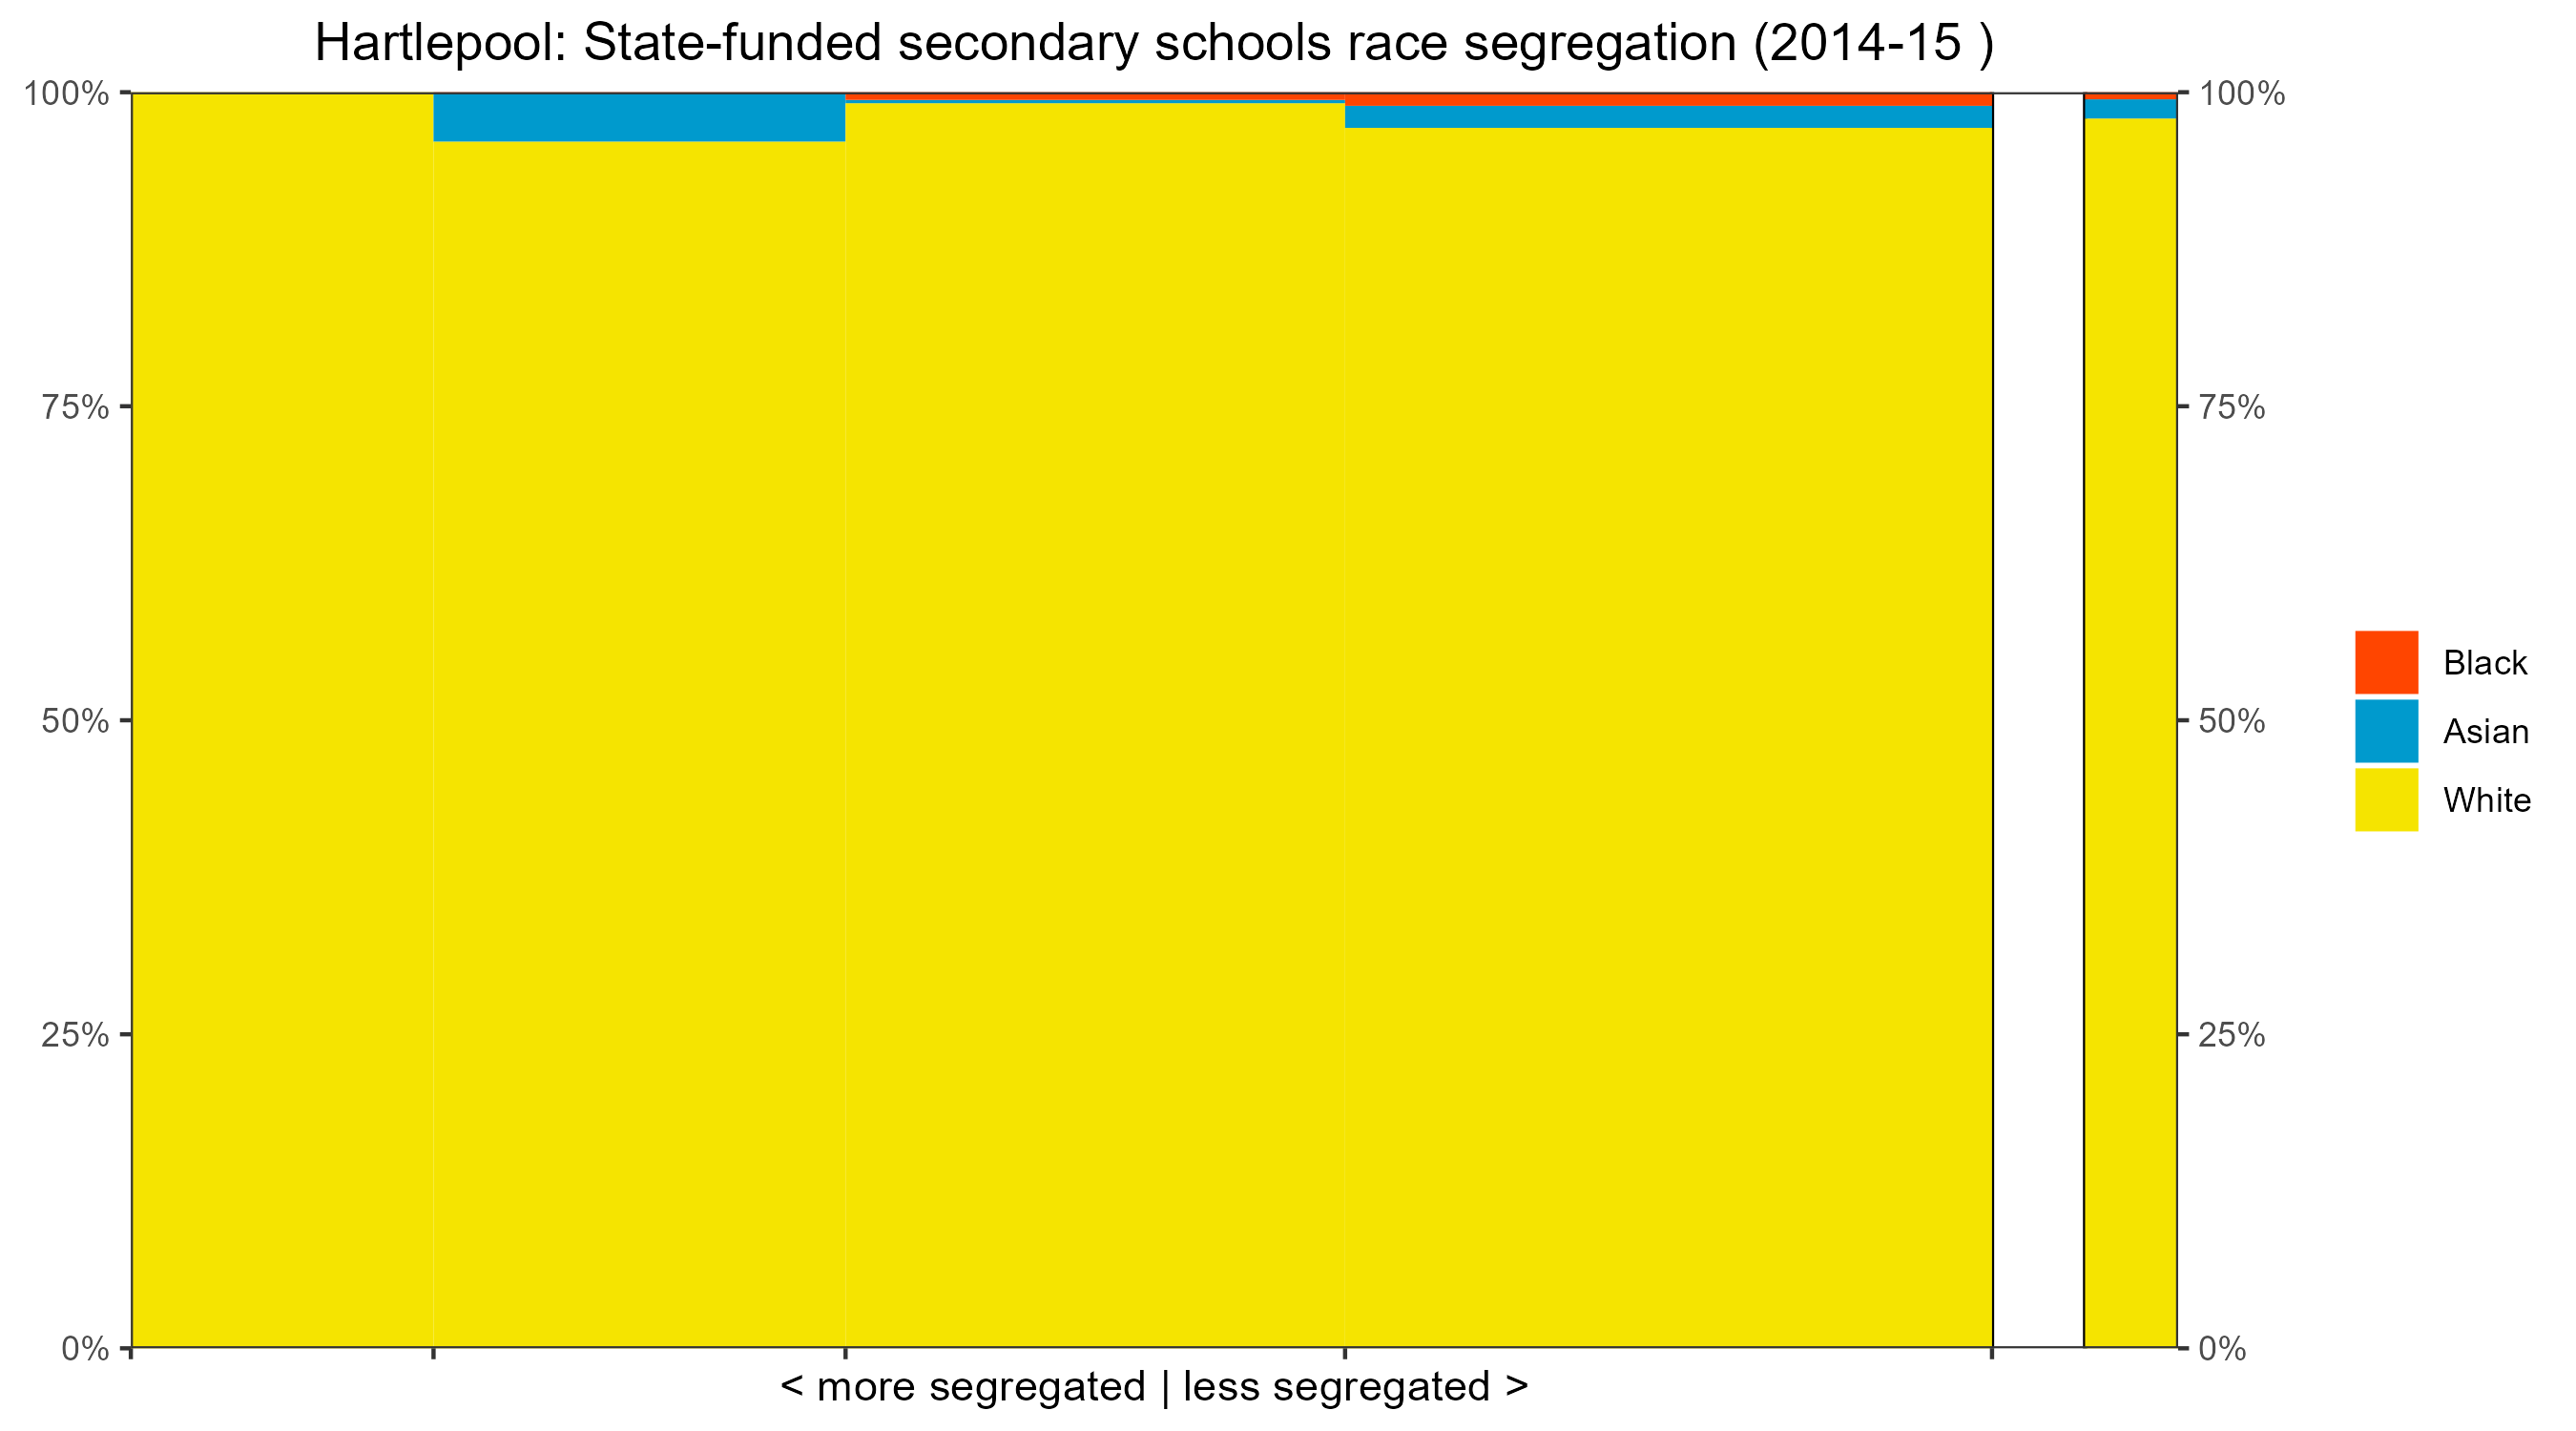 Hartlepool: State-funded secondary schools race segregation (2014-15 )
100%
75%
50%
25%
0%
100%
75%
50%
25%
0%
Black
Asian
White
< more segregated | less segregated >